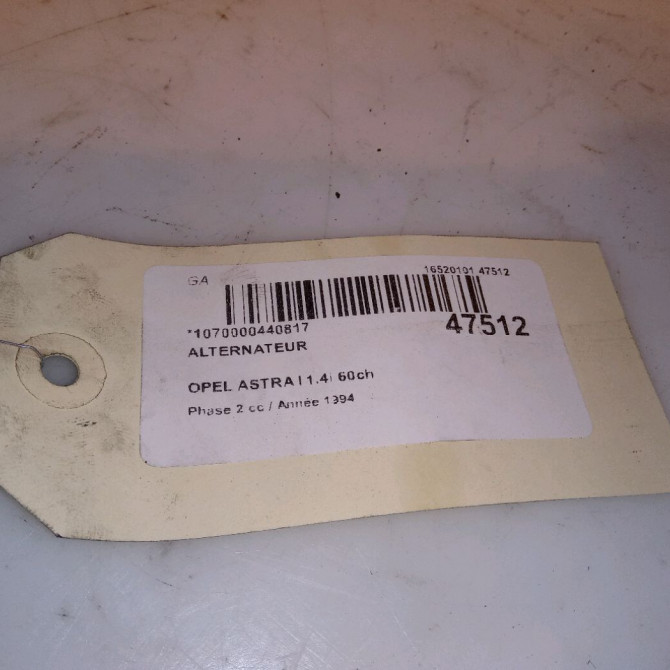 GA 16520101 47512
*1070000440817 47512
ALTERNATEUR
OPEL ASTRA I 1.4i 60ch
Phase 2 cc / Année 1994